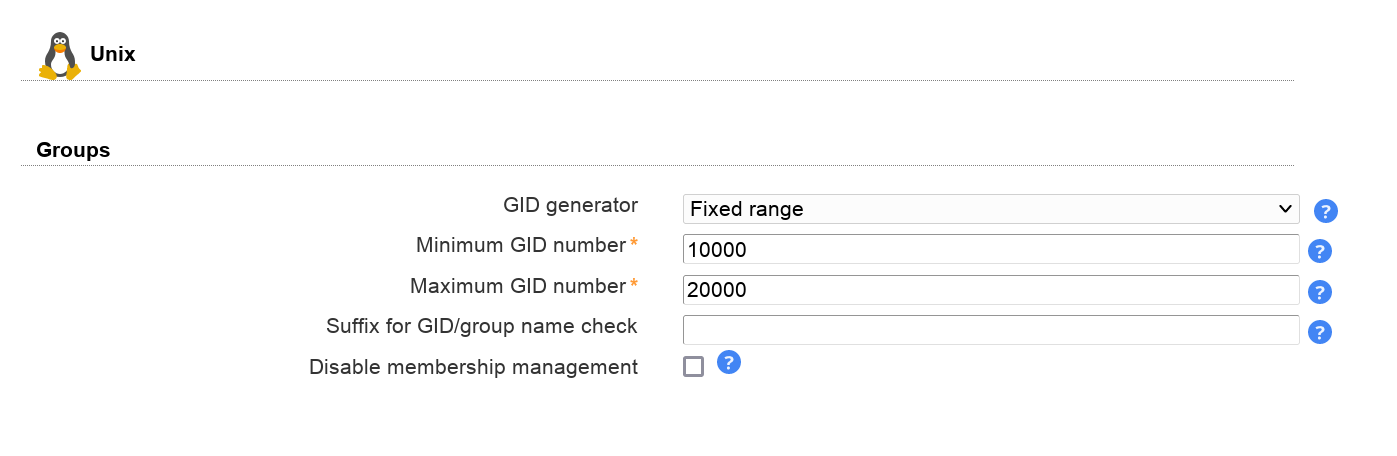 Unix
Groups
GID generator Fixed range ?
Minimum GID number* 10000 ?
Maximum GID number* 20000 ?
Suffix for GID/group name check ?
Disable membership management ?